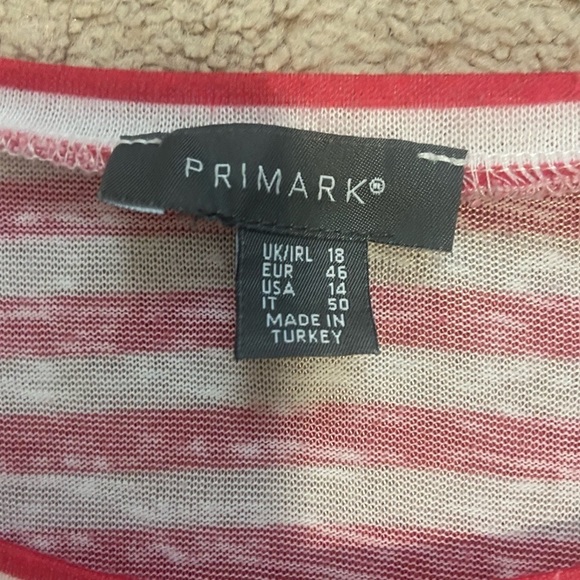 PRIMARK®
UK/IRL 18
EUR 46
USA 14
IT 50
MADE IN
TURKEY